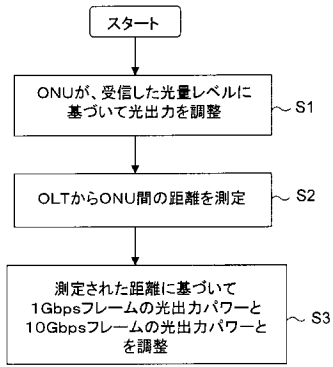 スタート
ONUが、受信した光量レベルに
基づいて光出力を調整
S1
OLTからONU間の距離を測定
S2
測定された距離に基づいて
1Gbpsフレームの光出力パワーと
10Gbpsフレームの光出力パワーと
を調整
S3